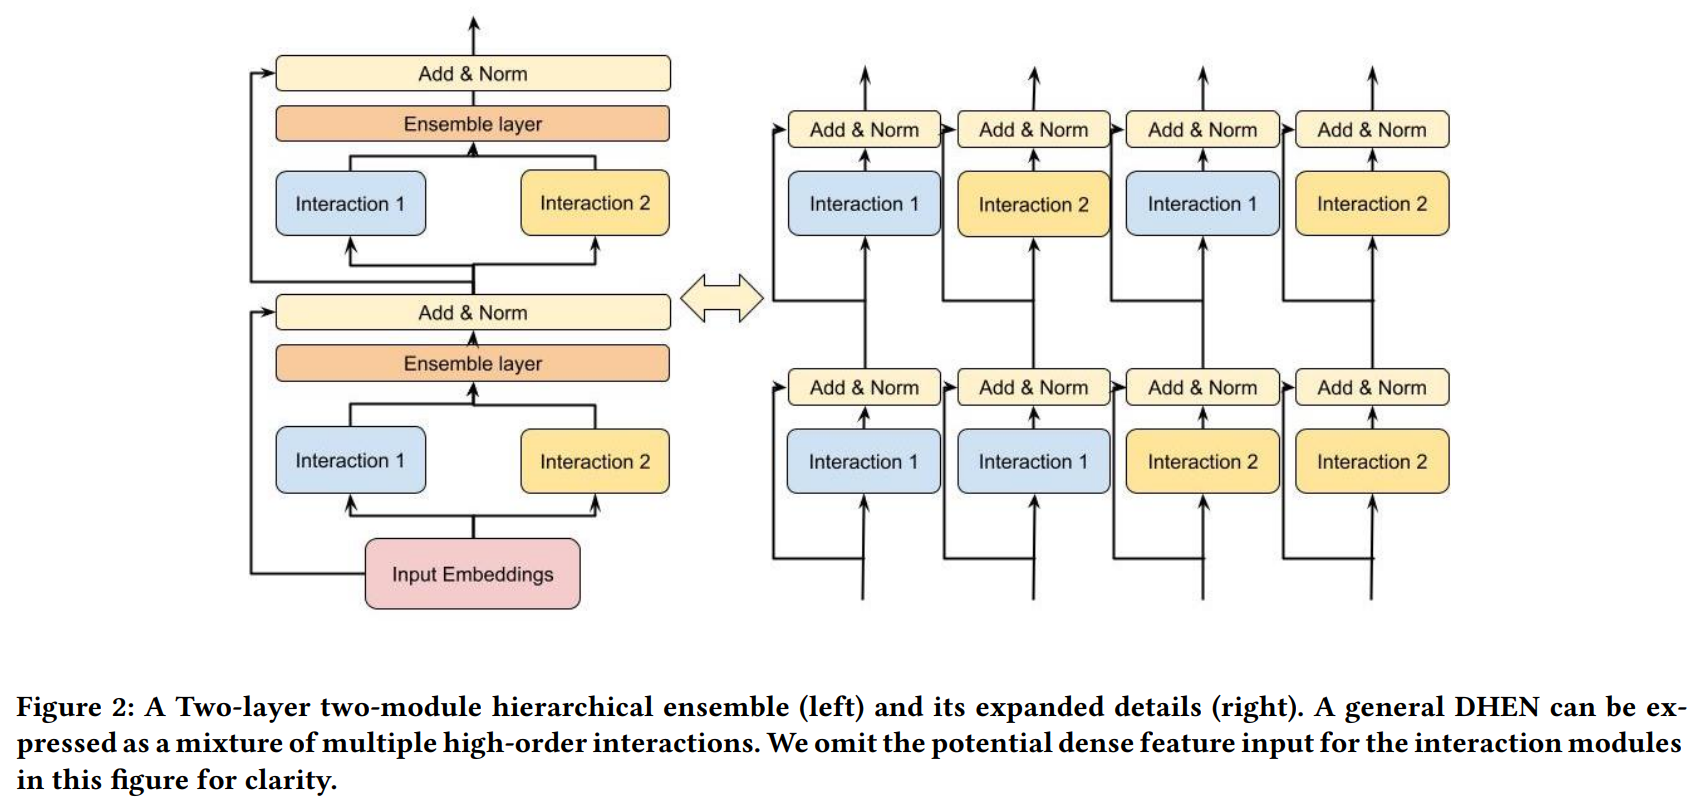 Add & Norm
Ensemble layer
Interaction 1
Interaction 2
Add & Norm
Ensemble layer
Interaction 1
Interaction 2
Input Embeddings
Add & Norm
Add & Norm
Add & Norm
Add & Norm
Interaction 1
Interaction 2
Interaction 1
Interaction 2
Add & Norm
Add & Norm
Add & Norm
Add & Norm
Interaction 1
Interaction 1
Interaction 2
Interaction 2
Figure 2: A Two-layer two-module hierarchical ensemble (left) and its expanded details (right). A general DHEN can be ex-
pressed as a mixture of multiple high-order interactions. We omit the potential dense feature input for the interaction modules
in this figure for clarity.